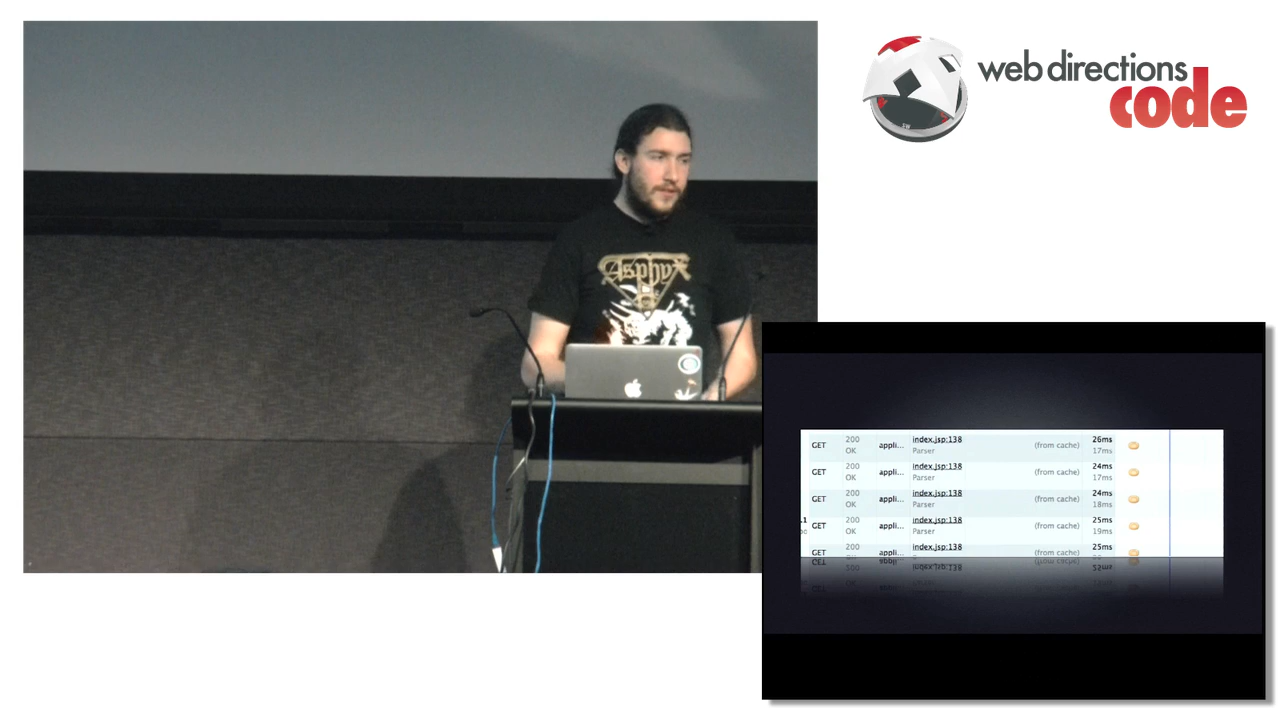 web directions
code
Asphyx
GET 200 OK appli... index.jsp:138 Parser (from cache) 26ms 17ms
GET 200 OK appli... index.jsp:138 Parser (from cache) 24ms 17ms
GET 200 OK appli... index.jsp:138 Parser (from cache) 24ms 18ms
.1 GET 200 OK appli... index.jsp:138 Parser (from cache) 25ms 19ms
GET 200 appli... index.jsp:138 (from cache) 25ms